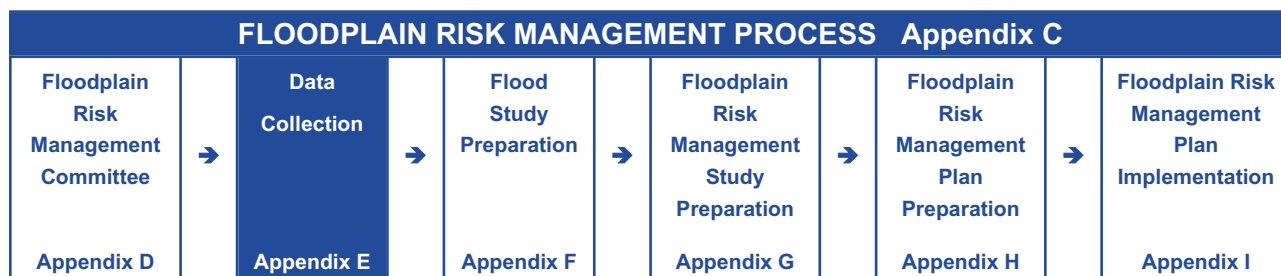 FLOODPLAIN RISK MANAGEMENT PROCESS Appendix C
Floodplain
Risk
Management
Committee
Appendix D
➔
Data
Collection
Appendix E
➔
Flood
Study
Preparation
Appendix F
➔
Floodplain
Risk
Management
Study
Preparation
Appendix G
➔
Floodplain
Risk
Management
Plan
Preparation
Appendix H
➔
Floodplain Risk
Management
Plan
Implementation
Appendix I